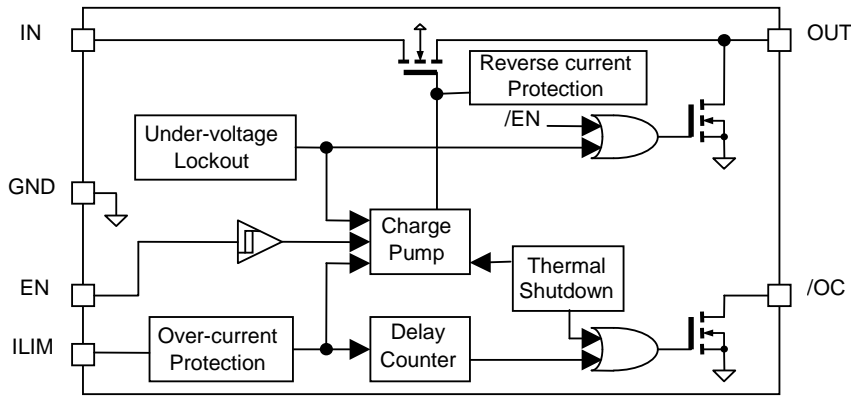 IN
OUT
Reverse current
Protection
/EN
Under-voltage
Lockout
GND
Charge
Pump
EN
Thermal
Shutdown
/OC
ILIM
Over-current
Protection
Delay
Counter